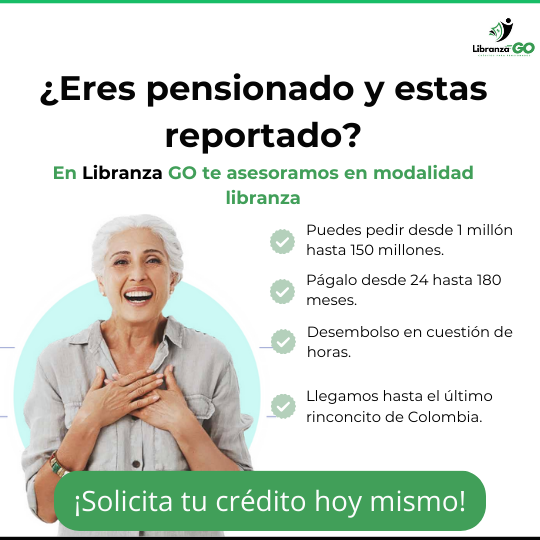 Libranza GO
¿Eres pensionado y estas
reportado?
En Libranza GO te asesoramos en modalidad
libranza
Puedes pedir desde 1 millón
hasta 150 millones.
Págalo desde 24 hasta 180
meses.
Desembolso en cuestión de
horas.
Llegamos hasta el último
rinconcito de Colombia.
¡Solicita tu crédito hoy mismo!